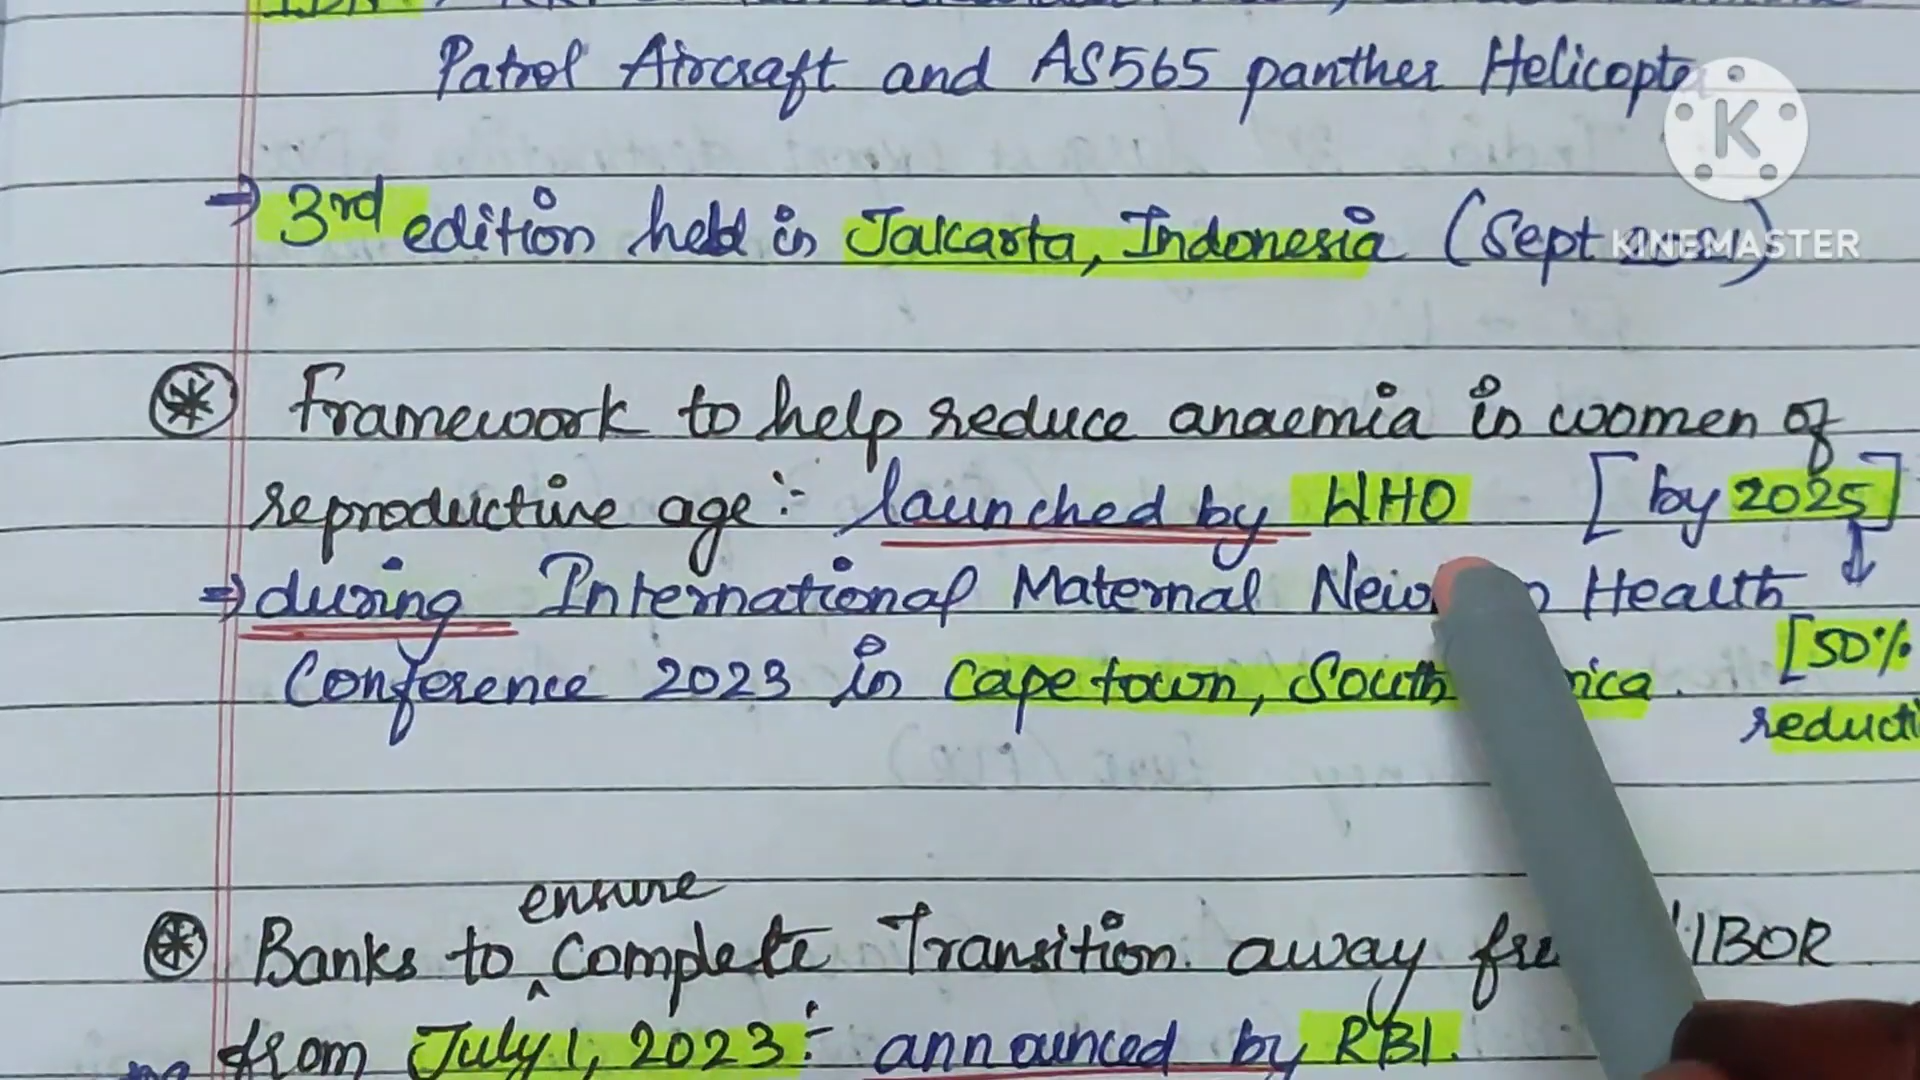 Patrol Aircraft and AS565 panther Helicopte
K
→ 3rd edition held in Jakarta, Indonesia (Sept
KINEMASTER
Framework to help reduce anaemia in women of
reproductive age:- launched by WHO [by 2025]
⇒ during International Maternal New Health
Conference 2023 in Capetown, South rica.
[50%
reducti
ensure
Banks to ^ complete Transition away IBOR
from July 1, 2023:- announced by RBI.